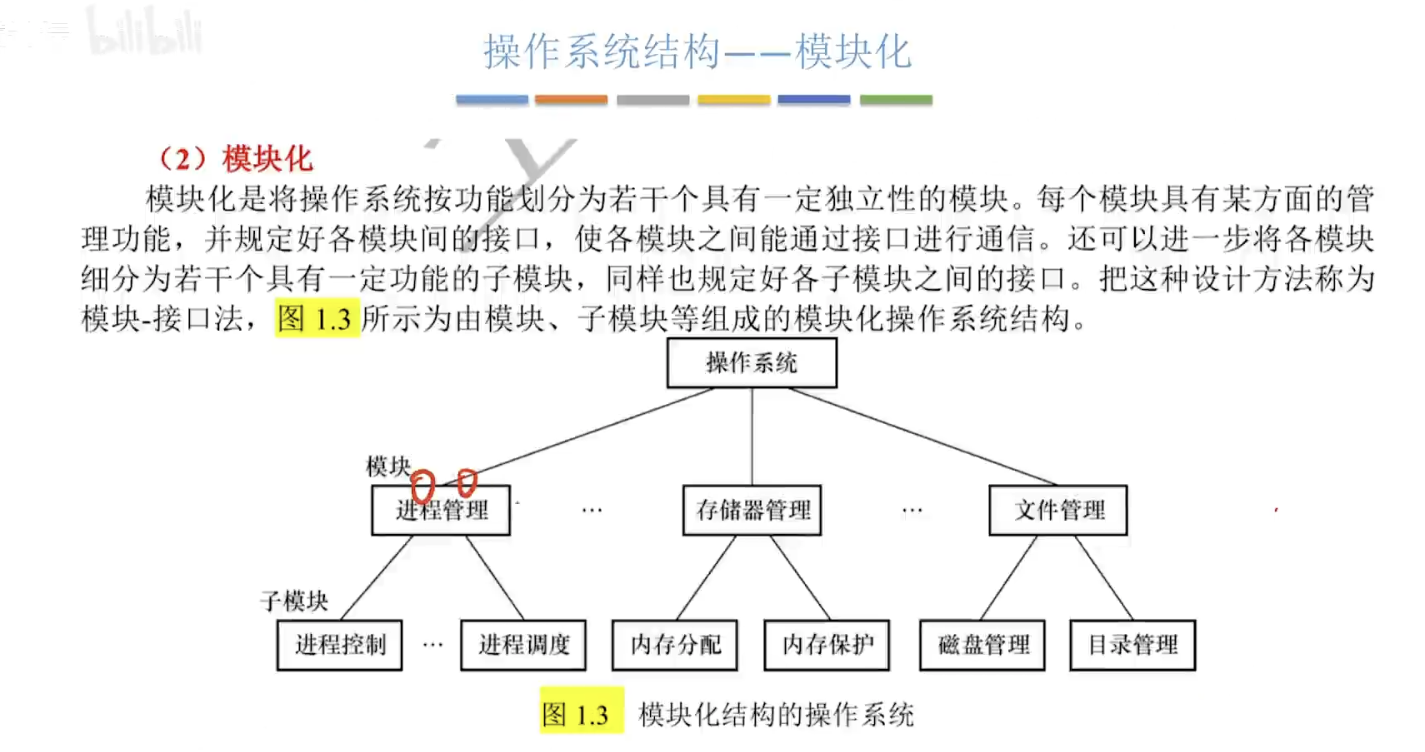 bilibili
操作系统结构——模块化
（2）模块化
模块化是将操作系统按功能划分为若干个具有一定独立性的模块。每个模块具有某方面的管
理功能，并规定好各模块间的接口，使各模块之间能通过接口进行通信。还可以进一步将各模块
细分为若干个具有一定功能的子模块，同样也规定好各子模块之间的接口。把这种设计方法称为
模块-接口法，图 1.3 所示为由模块、子模块等组成的模块化操作系统结构。
操作系统
模块
进程管理 … 存储器管理 … 文件管理
子模块
进程控制 … 进程调度 内存分配 内存保护 磁盘管理 目录管理
图 1.3 模块化结构的操作系统